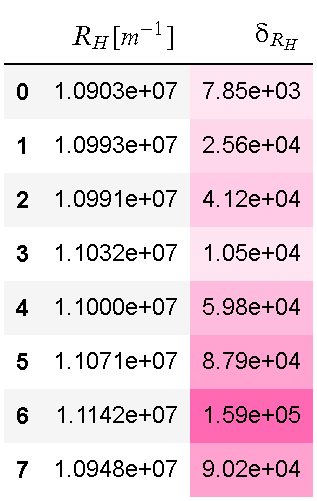 R_H [m⁻¹] δ_{R_H}
0 1.0903e+07 7.85e+03
1 1.0993e+07 2.56e+04
2 1.0991e+07 4.12e+04
3 1.1032e+07 1.05e+04
4 1.1000e+07 5.98e+04
5 1.1071e+07 8.79e+04
6 1.1142e+07 1.59e+05
7 1.0948e+07 9.02e+04